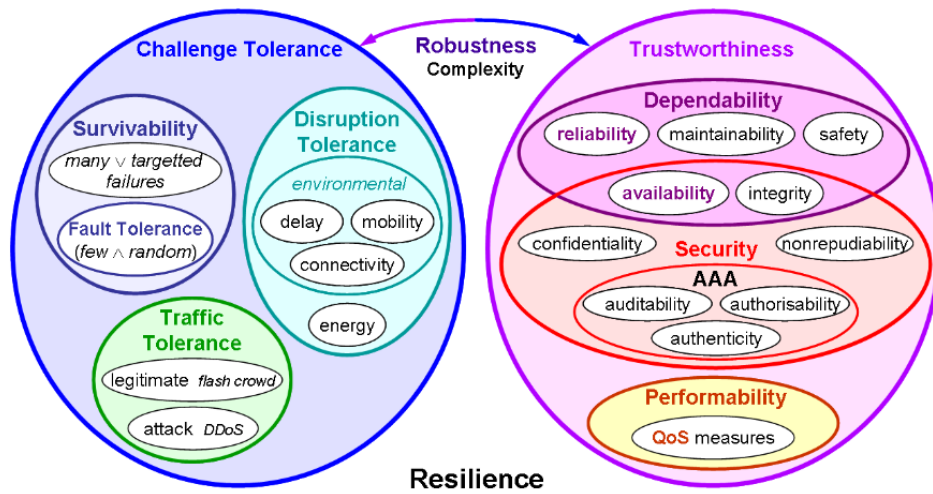 Challenge Tolerance
Robustness
Complexity
Trustworthiness
Survivability
many ∨ targetted
failures
Fault Tolerance
(few ∧ random)
Disruption
Tolerance
environmental
delay
mobility
connectivity
energy
Traffic
Tolerance
legitimate flash crowd
attack DDoS
Dependability
reliability
maintainability
safety
availability
integrity
confidentiality
Security
nonrepudiability
AAA
auditability
authorisability
authenticity
Performability
QoS measures
Resilience